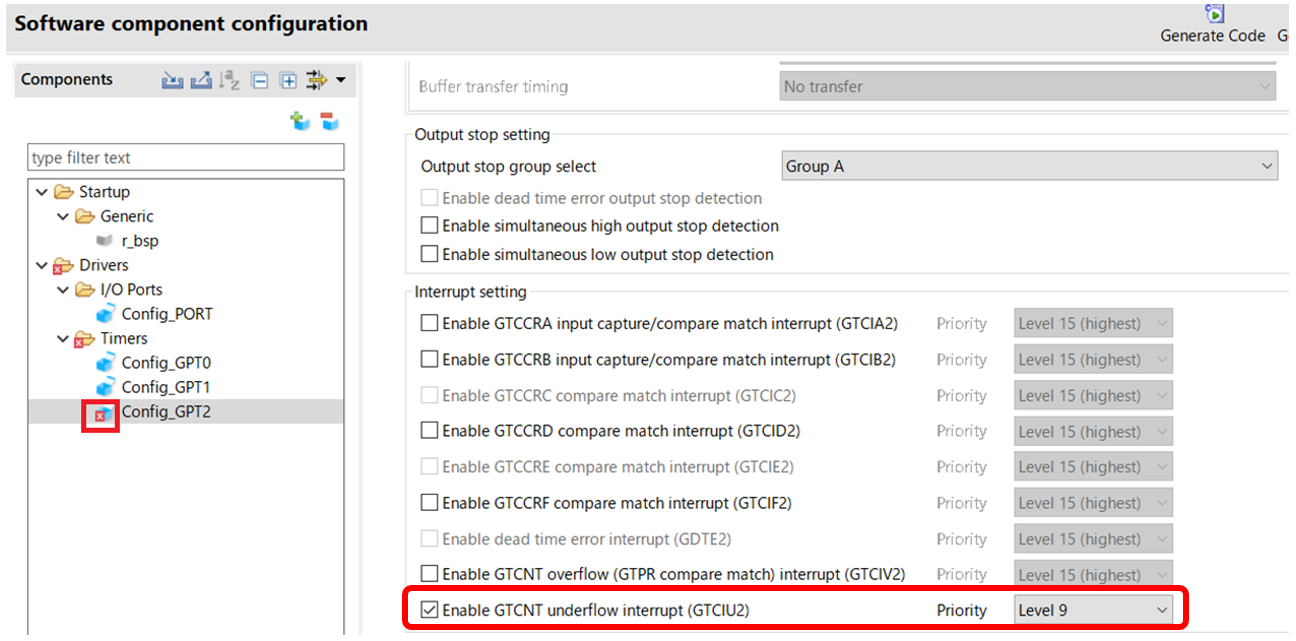 Software component configuration
Generate Code
Components
type filter text
Startup
Generic
r_bsp
Drivers
I/O Ports
Config_PORT
Timers
Config_GPT0
Config_GPT1
Config_GPT2
Buffer transfer timing No transfer
Output stop setting
Output stop group select Group A
Enable dead time error output stop detection
Enable simultaneous high output stop detection
Enable simultaneous low output stop detection
Interrupt setting
Enable GTCCRA input capture/compare match interrupt (GTCIA2) Priority Level 15 (highest)
Enable GTCCRB input capture/compare match interrupt (GTCIB2) Priority Level 15 (highest)
Enable GTCCRC compare match interrupt (GTCIC2) Priority Level 15 (highest)
Enable GTCCRD compare match interrupt (GTCID2) Priority Level 15 (highest)
Enable GTCCRE compare match interrupt (GTCIE2) Priority Level 15 (highest)
Enable GTCCRF compare match interrupt (GTCIF2) Priority Level 15 (highest)
Enable dead time error interrupt (GDTE2) Priority Level 15 (highest)
Enable GTCNT overflow (GTPR compare match) interrupt (GTCIV2) Priority Level 15 (highest)
Enable GTCNT underflow interrupt (GTCIU2) Priority Level 9